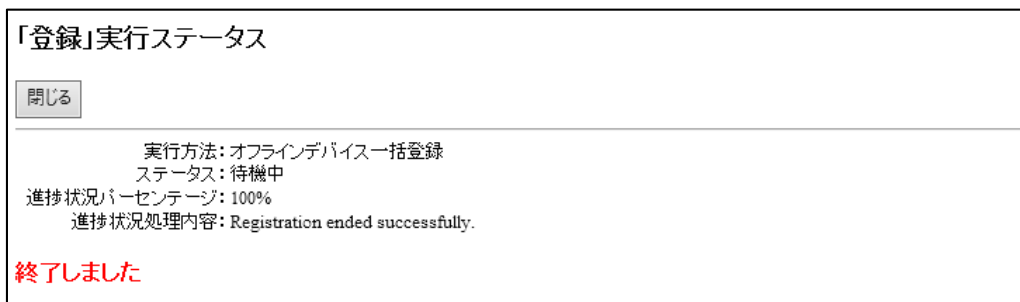 「登録」実行ステータス
閉じる
実行方法：オフラインデバイス一括登録
ステータス：待機中
進捗状況パーセンテージ：100%
進捗状況処理内容：Registration ended successfully.
終了しました